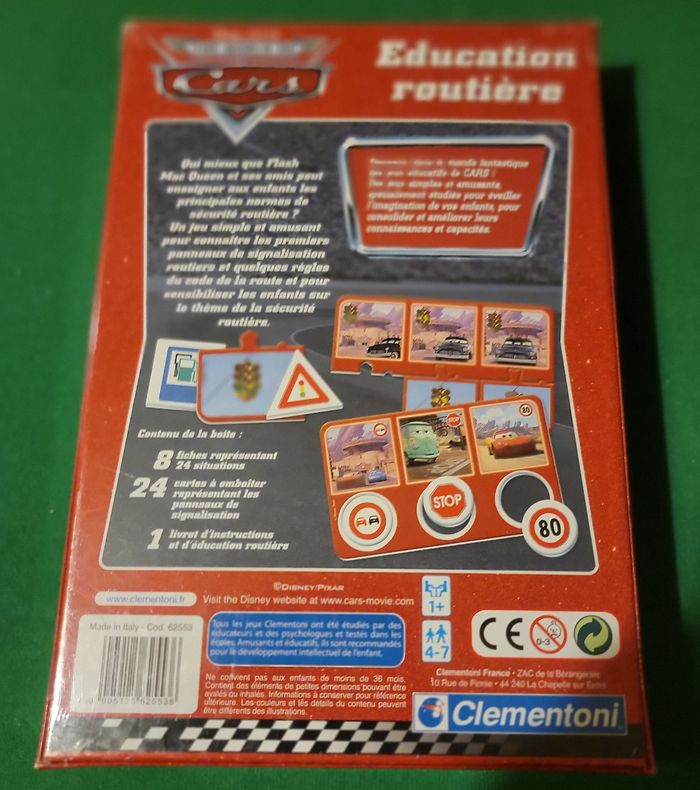 Cars
Education
routière
Qui mieux que Flash
Mac Queen et ses amis peut
enseigner aux enfants les
principales normes de
sécurité routière ?
Un jeu simple et amusant
pour connaître les premiers
panneaux de signalisation
routiers et quelques règles
du code de la route et pour
sensibiliser les enfants sur
le thème de la sécurité
routière.
monde fantastique
des jeux éducatifs de CARS !
Des jeux simples et amusants,
spécialement étudiés pour éveiller
l'imagination de vos enfants, pour
consolider et améliorer leurs
connaissances et capacités.
Contenu de la boîte :
8 fiches représentant
24 situations
24 cartes à emboîter
représentant les
panneaux de
signalisation
1 livret d'instructions
et d'éducation routière
STOP
80
STOP
80
©DISNEY/PIXAR
www.clementoni.fr
Visit the Disney website at www.cars-movie.com
1+
Made in Italy - Cod. 62553
8 005125 625536
Tous les jeux Clementoni ont été étudiés par des
éducateurs et des psychologues et testés dans les
écoles. Amusants et éducatifs, ils sont recommandés
pour le développement intellectuel de l'enfant.
4-7
CE
0-3
Ne convient pas aux enfants de moins de 36 mois.
Contient des éléments de petites dimensions pouvant être
avalés ou inhalés. Informations à conserver pour référence
ultérieure. Les couleurs et les détails du contenu peuvent
être différents des illustrations.
Clementoni France • ZAC de la Bérangerais
10 Rue de Fionie • 44 240 La Chapelle sur Erdre
Clementoni